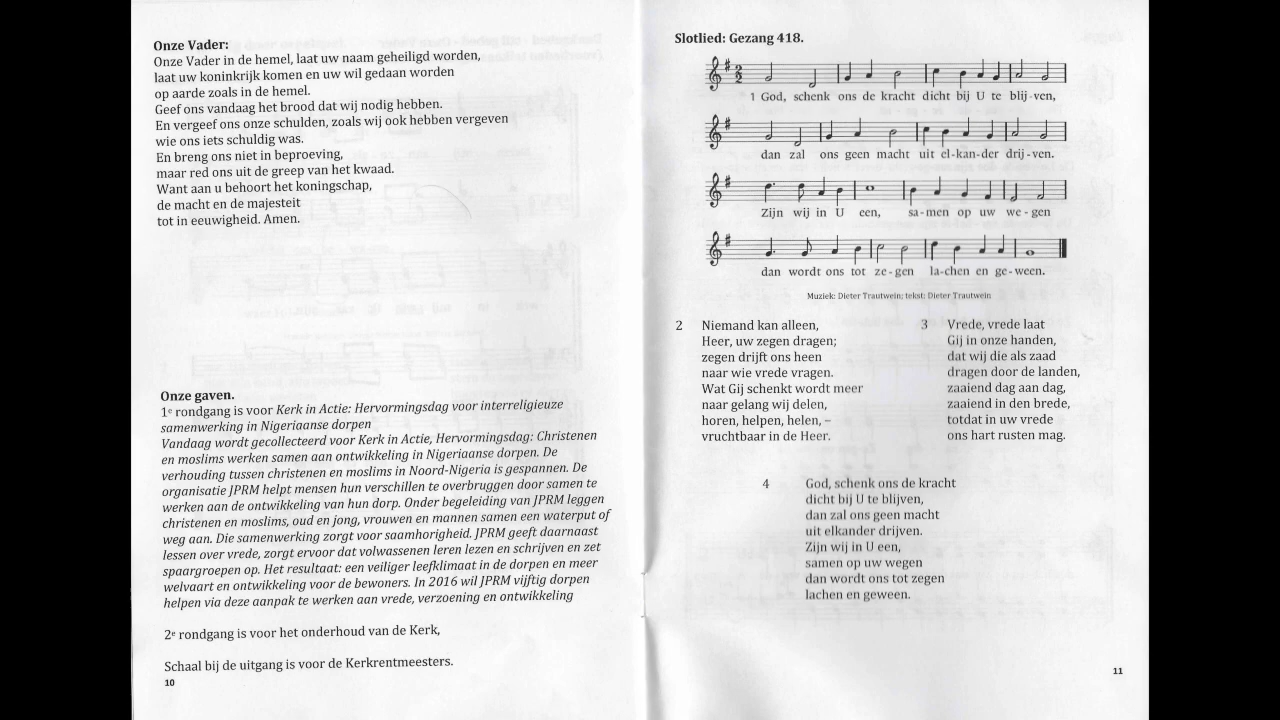 Onze Vader:
Onze Vader in de hemel, laat uw naam geheiligd worden,
laat uw koninkrijk komen en uw wil gedaan worden
op aarde zoals in de hemel.
Geef ons vandaag het brood dat wij nodig hebben.
En vergeef ons onze schulden, zoals wij ook hebben vergeven
wie ons iets schuldig was.
En breng ons niet in beproeving,
maar red ons uit de greep van het kwaad.
Want aan u behoort het koningschap,
de macht en de majesteit
tot in eeuwigheid. Amen.
Onze gaven.
1e rondgang is voor Kerk in Actie: Hervormingsdag voor interreligieuze
samenwerking in Nigeriaanse dorpen
Vandaag wordt gecollecteerd voor Kerk in Actie, Hervormingsdag: Christenen
en moslims werken samen aan ontwikkeling in Nigeriaanse dorpen. De
verhouding tussen christenen en moslims in Noord-Nigeria is gespannen. De
organisatie JPRM helpt mensen hun verschillen te overbruggen door samen te
werken aan de ontwikkeling van hun dorp. Onder begeleiding van JPRM leggen
christenen en moslims, oud en jong, vrouwen en mannen samen een waterput of
weg aan. Die samenwerking zorgt voor saamhorigheid. JPRM geeft daarnaast
lessen over vrede, zorgt ervoor dat volwassenen leren lezen en schrijven en zet
spaargroepen op. Het resultaat: een veiliger leefklimaat in de dorpen en meer
welvaart en ontwikkeling voor de bewoners. In 2016 wil JPRM vijftig dorpen
helpen via deze aanpak te werken aan vrede, verzoening en ontwikkeling
2e rondgang is voor het onderhoud van de Kerk,
Schaal bij de uitgang is voor de Kerkrentmeesters.
10
Slotlied: Gezang 418.
1 God, schenk ons de kracht dicht bij U te blij-ven,
dan zal ons geen macht uit el-kan-der drij-ven.
Zijn wij in U een, sa-men op uw we-gen
dan wordt ons tot ze-gen la-chen en ge-ween.
Muziek: Dieter Trautwein; tekst: Dieter Trautwein
2 Niemand kan alleen,
Heer, uw zegen dragen;
zegen drijft ons heen
naar wie vrede vragen.
Wat Gij schenkt wordt meer
naar gelang wij delen,
horen, helpen, helen, –
vruchtbaar in de Heer.
3 Vrede, vrede laat
Gij in onze handen,
dat wij die als zaad
dragen door de landen,
zaaiend dag aan dag,
zaaiend in den brede,
totdat in uw vrede
ons hart rusten mag.
4 God, schenk ons de kracht
dicht bij U te blijven,
dan zal ons geen macht
uit elkander drijven.
Zijn wij in U een,
samen op uw wegen
dan wordt ons tot zegen
lachen en geween.
11